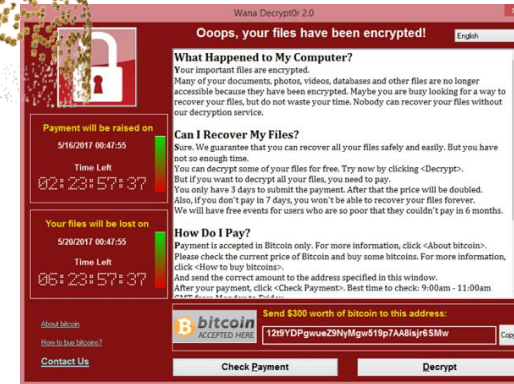 Wana Decrypt0r 2.0
Ooops, your files have been encrypted!
English
What Happened to My Computer?
Your important files are encrypted.
Many of your documents, photos, videos, databases and other files are no longer
accessible because they have been encrypted. Maybe you are busy looking for a way to
recover your files, but do not waste your time. Nobody can recover your files without
our decryption service.
Can I Recover My Files?
Sure. We guarantee that you can recover all your files safely and easily. But you have
not so enough time.
You can decrypt some of your files for free. Try now by clicking <Decrypt>.
But if you want to decrypt all your files, you need to pay.
You only have 3 days to submit the payment. After that the price will be doubled.
Also, if you don't pay in 7 days, you won't be able to recover your files forever.
We will have free events for users who are so poor that they couldn't pay in 6 months.
How Do I Pay?
Payment is accepted in Bitcoin only. For more information, click <About bitcoin>.
Please check the current price of Bitcoin and buy some bitcoins. For more information,
click <How to buy bitcoins>.
And send the correct amount to the address specified in this window.
After your payment, click <Check Payment>. Best time to check: 9:00am - 11:00am
GMT from Monday to Friday
Payment will be raised on
5/16/2017 00:47:55
Time Left
02:23:57:37
Your files will be lost on
5/20/2017 00:47:55
Time Left
06:23:57:37
About bitcoin
How to buy bitcoins?
Contact Us
bitcoin
ACCEPTED HERE
Send $300 worth of bitcoin to this address:
12t9YDPgwueZ9NyMgw519p7AA8isjr6SMw
Copy
Check Payment
Decrypt